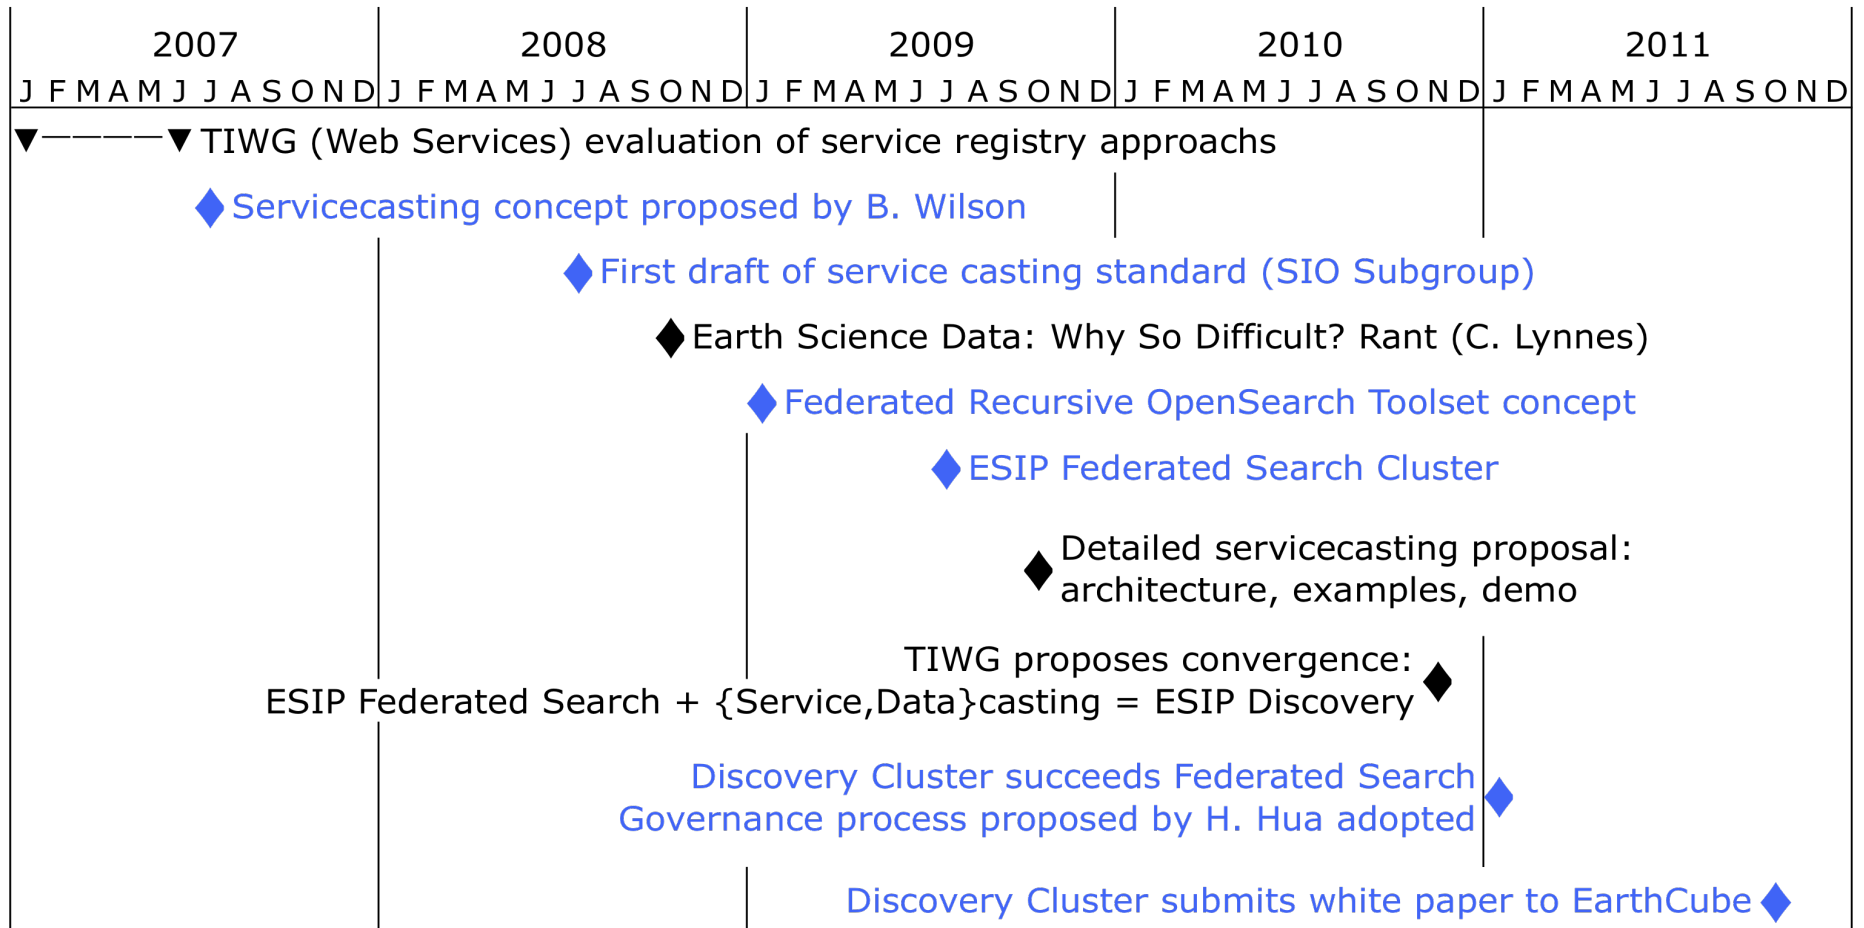 2007 2008 2009 2010 2011
J F M A M J J A S O N D J F M A M J J A S O N D J F M A M J J A S O N D J F M A M J J A S O N D J F M A M J J A S O N D
TIWG (Web Services) evaluation of service registry approachs
Servicecasting concept proposed by B. Wilson
First draft of service casting standard (SIO Subgroup)
Earth Science Data: Why So Difficult? Rant (C. Lynnes)
Federated Recursive OpenSearch Toolset concept
ESIP Federated Search Cluster
Detailed servicecasting proposal:
architecture, examples, demo
TIWG proposes convergence:
ESIP Federated Search + {Service,Data}casting = ESIP Discovery
Discovery Cluster succeeds Federated Search
Governance process proposed by H. Hua adopted
Discovery Cluster submits white paper to EarthCube